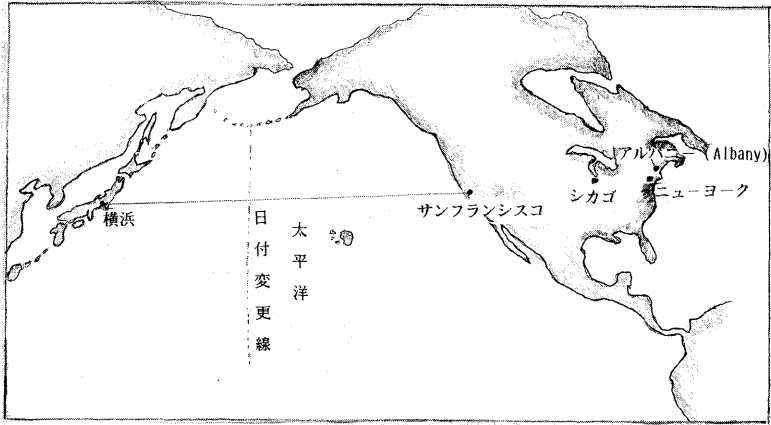 アルバニー (Albany)
シカゴ
ニューヨーク
サンフランシスコ
横浜
日付変更線
太平洋